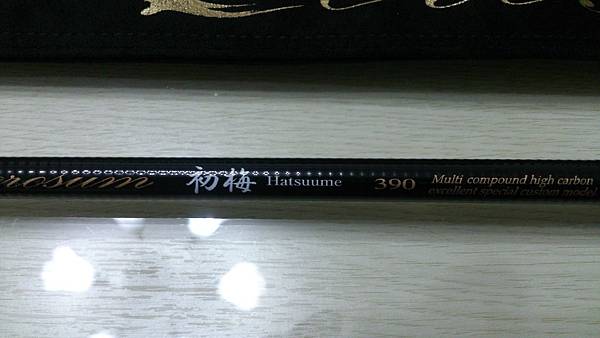 初梅 Hatsuume 390 Multi compound high carbon
excellent special custom model